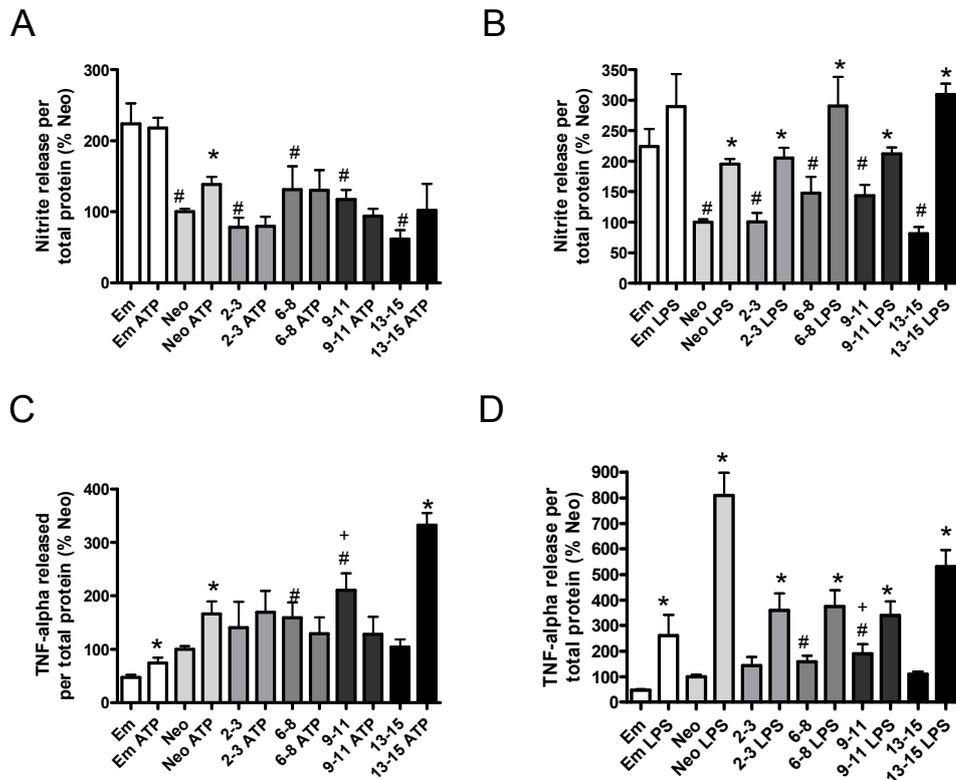 A
Nitrite release per
total protein (% Neo)
300
200
100
0
#
*
#
#
#
#
Em
Em ATP
Neo
Neo ATP
2-3
2-3 ATP
6-8
6-8 ATP
9-11
9-11 ATP
13-15
13-15 ATP
B
Nitrite release per
total protein (% Neo)
350
300
250
200
150
100
50
0
#
*
#
*
#
*
#
*
#
*
Em
Em LPS
Neo
Neo LPS
2-3
2-3 LPS
6-8
6-8 LPS
9-11
9-11 LPS
13-15
13-15 LPS
C
TNF-alpha released
per total protein (% Neo)
400
300
200
100
0
*
*
#
+
#
*
Em
Em ATP
Neo
Neo ATP
2-3
2-3 ATP
6-8
6-8 ATP
9-11
9-11 ATP
13-15
13-15 ATP
D
TNF-alpha release per
total protein (% Neo)
900
800
700
600
500
400
300
200
100
0
*
*
*
#
*
+
#
*
*
Em
Em LPS
Neo
Neo LPS
2-3
2-3 LPS
6-8
6-8 LPS
9-11
9-11 LPS
13-15
13-15 LPS